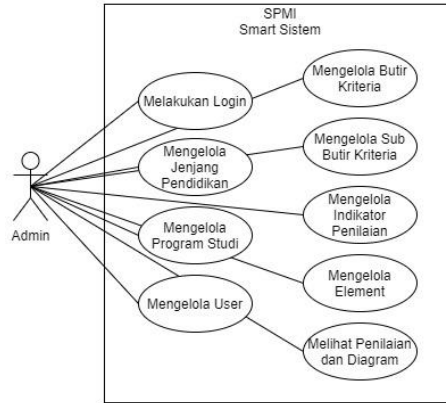 SPMI
Smart Sistem
Melakukan Login
Mengelola
Jenjang
Pendidikan
Mengelola
Program Studi
Mengelola User
Mengelola Butir
Kriteria
Mengelola Sub
Butir Kriteria
Mengelola
Indikator
Penilaian
Mengelola
Element
Melihat Penilaian
dan Diagram
Admin